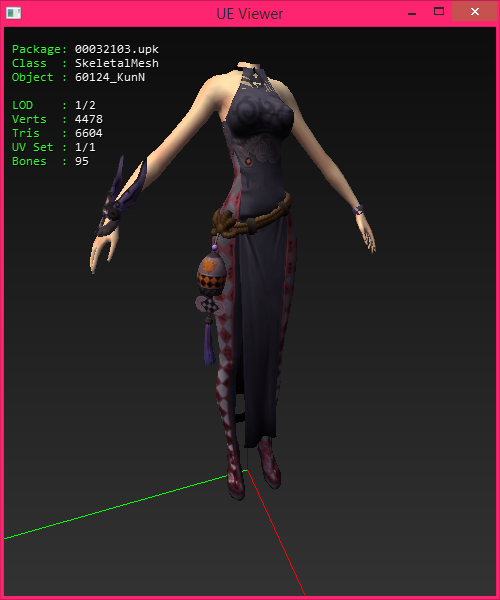 UE Viewer
Package: 00032103.upk
Class : SkeletalMesh
Object : 60124_KunN
LOD : 1/2
Verts : 4478
Tris : 6604
UV Set : 1/1
Bones : 95